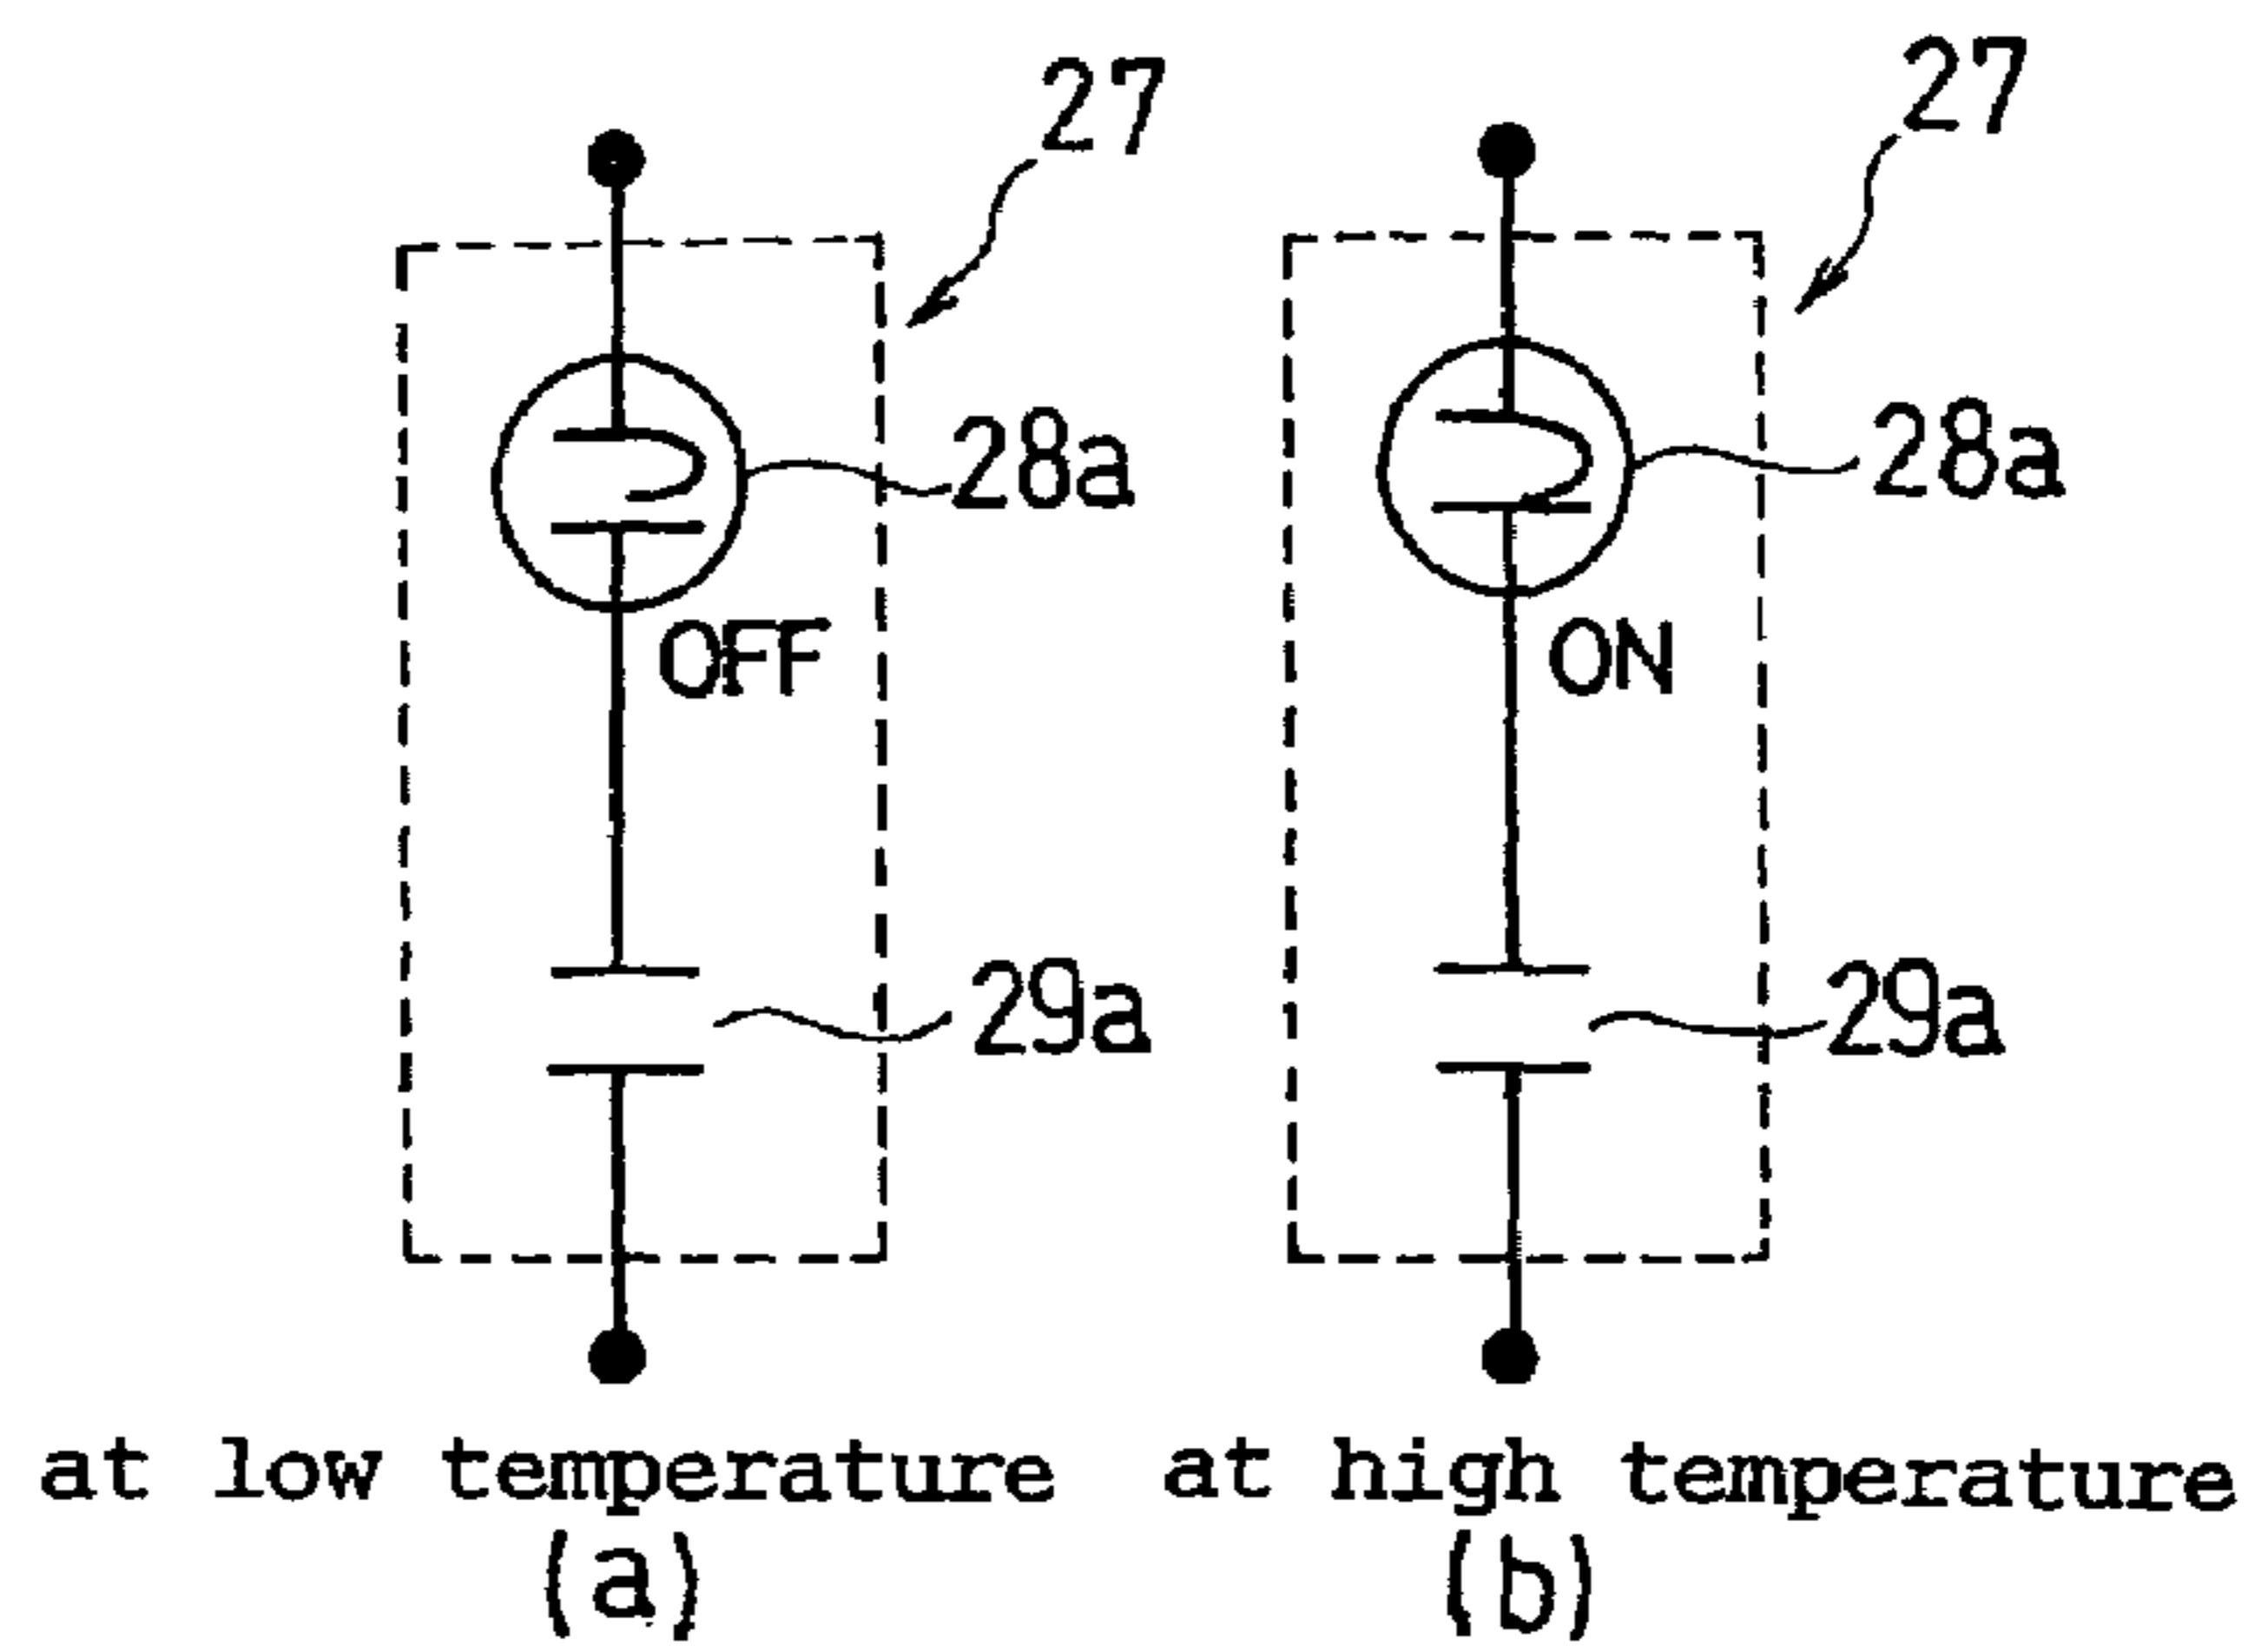 27
27
28a
28a
OFF
ON
29a
29a
at low temperature
at high temperature
(a)
(b)